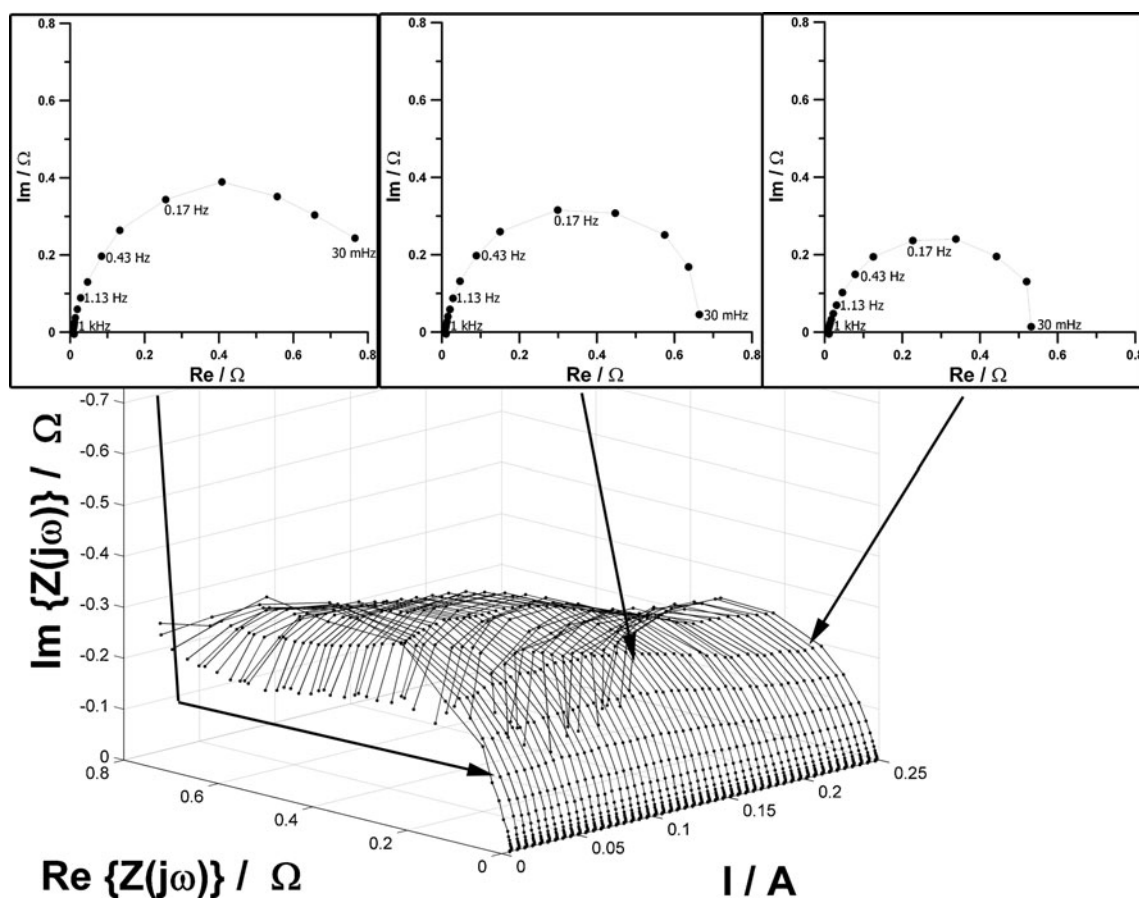 0.8
0.6
0.4
0.2
0
Im / Ω
0.17 Hz
0.43 Hz
30 mHz
1.13 Hz
1 kHz
0 0.2 0.4 0.6 0.8
Re / Ω
0.8
0.6
0.4
0.2
0
Im / Ω
0.17 Hz
0.43 Hz
1.13 Hz
30 mHz
1 kHz
0 0.2 0.4 0.6 0.8
Re / Ω
0.8
0.6
0.4
0.2
0
Im / Ω
0.17 Hz
0.43 Hz
1.13 Hz
1 kHz
30 mHz
0 0.2 0.4 0.6 0.8
Re / Ω
-0.7
-0.6
-0.5
-0.4
-0.3
-0.2
-0.1
0
Im {Z(jω)} / Ω
0.8
0.6
0.4
0.2
0
Re {Z(jω)} / Ω
0
0.05
0.1
0.15
0.2
0.25
I / A